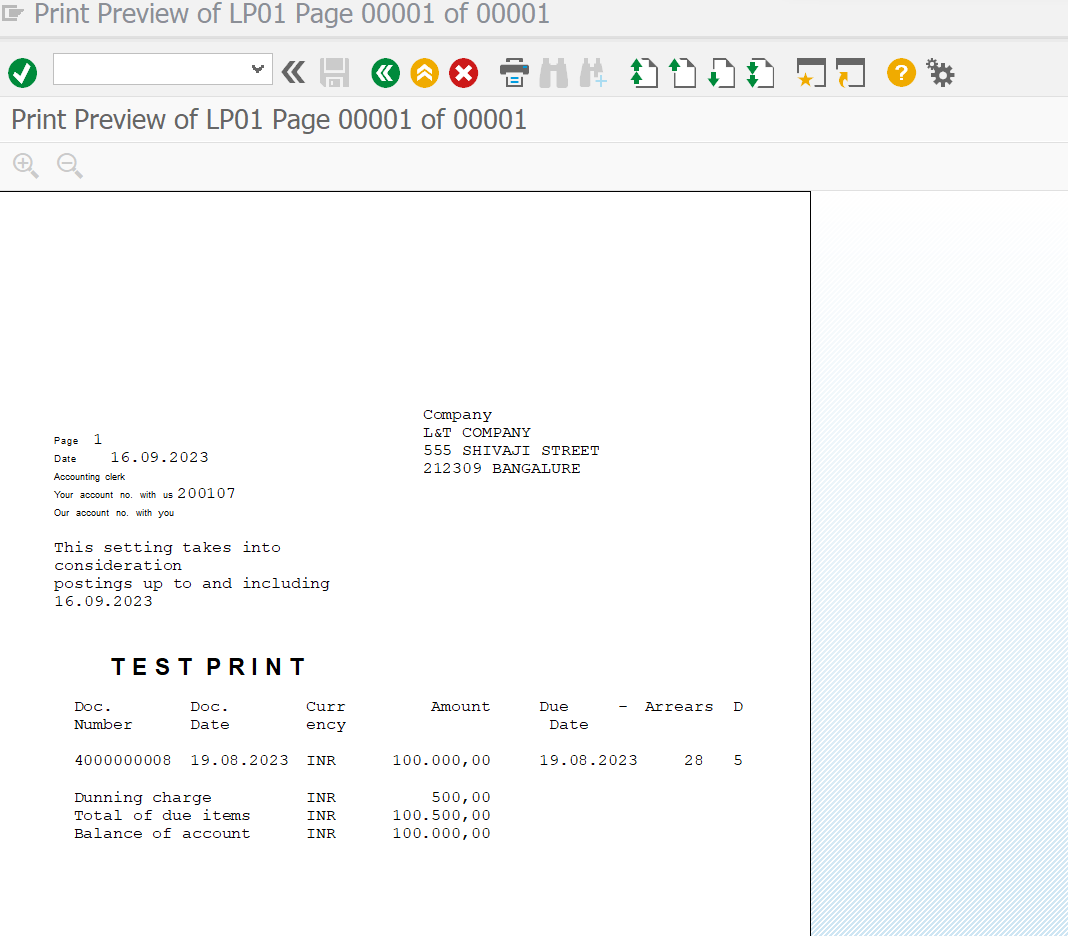 Print Preview of LP01 Page 00001 of 00001
Print Preview of LP01 Page 00001 of 00001
Company
L&T COMPANY
555 SHIVAJI STREET
212309 BANGALURE
Page 1
Date 16.09.2023
Accounting clerk
Your account no. with us 200107
Our account no. with you
This setting takes into
consideration
postings up to and including
16.09.2023
TEST PRINT
Doc. Doc. Curr Amount Due - Arrears D
Number Date ency Date
4000000008 19.08.2023 INR 100.000,00 19.08.2023 28 5
Dunning charge INR 500,00
Total of due items INR 100.500,00
Balance of account INR 100.000,00